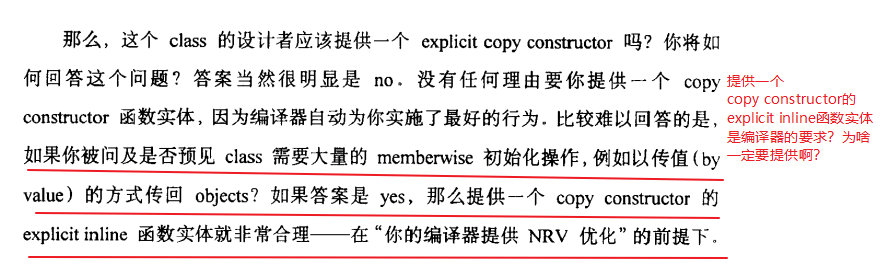 那么，这个 class 的设计者应该提供一个 explicit copy constructor 吗？你将如
何回答这个问题？答案当然很明显是 no。没有任何理由要你提供一个 copy
constructor 函数实体，因为编译器自动为你实施了最好的行为。比较难以回答的是，
如果你被问及是否预见 class 需要大量的 memberwise 初始化操作，例如以传值（by
value）的方式传回 objects？如果答案是 yes，那么提供一个 copy constructor 的
explicit inline 函数实体就非常合理——在“你的编译器提供 NRV 优化”的前提下。
提供一个
copy constructor的
explicit inline函数实体
是编译器的要求？为啥
一定要提供啊？